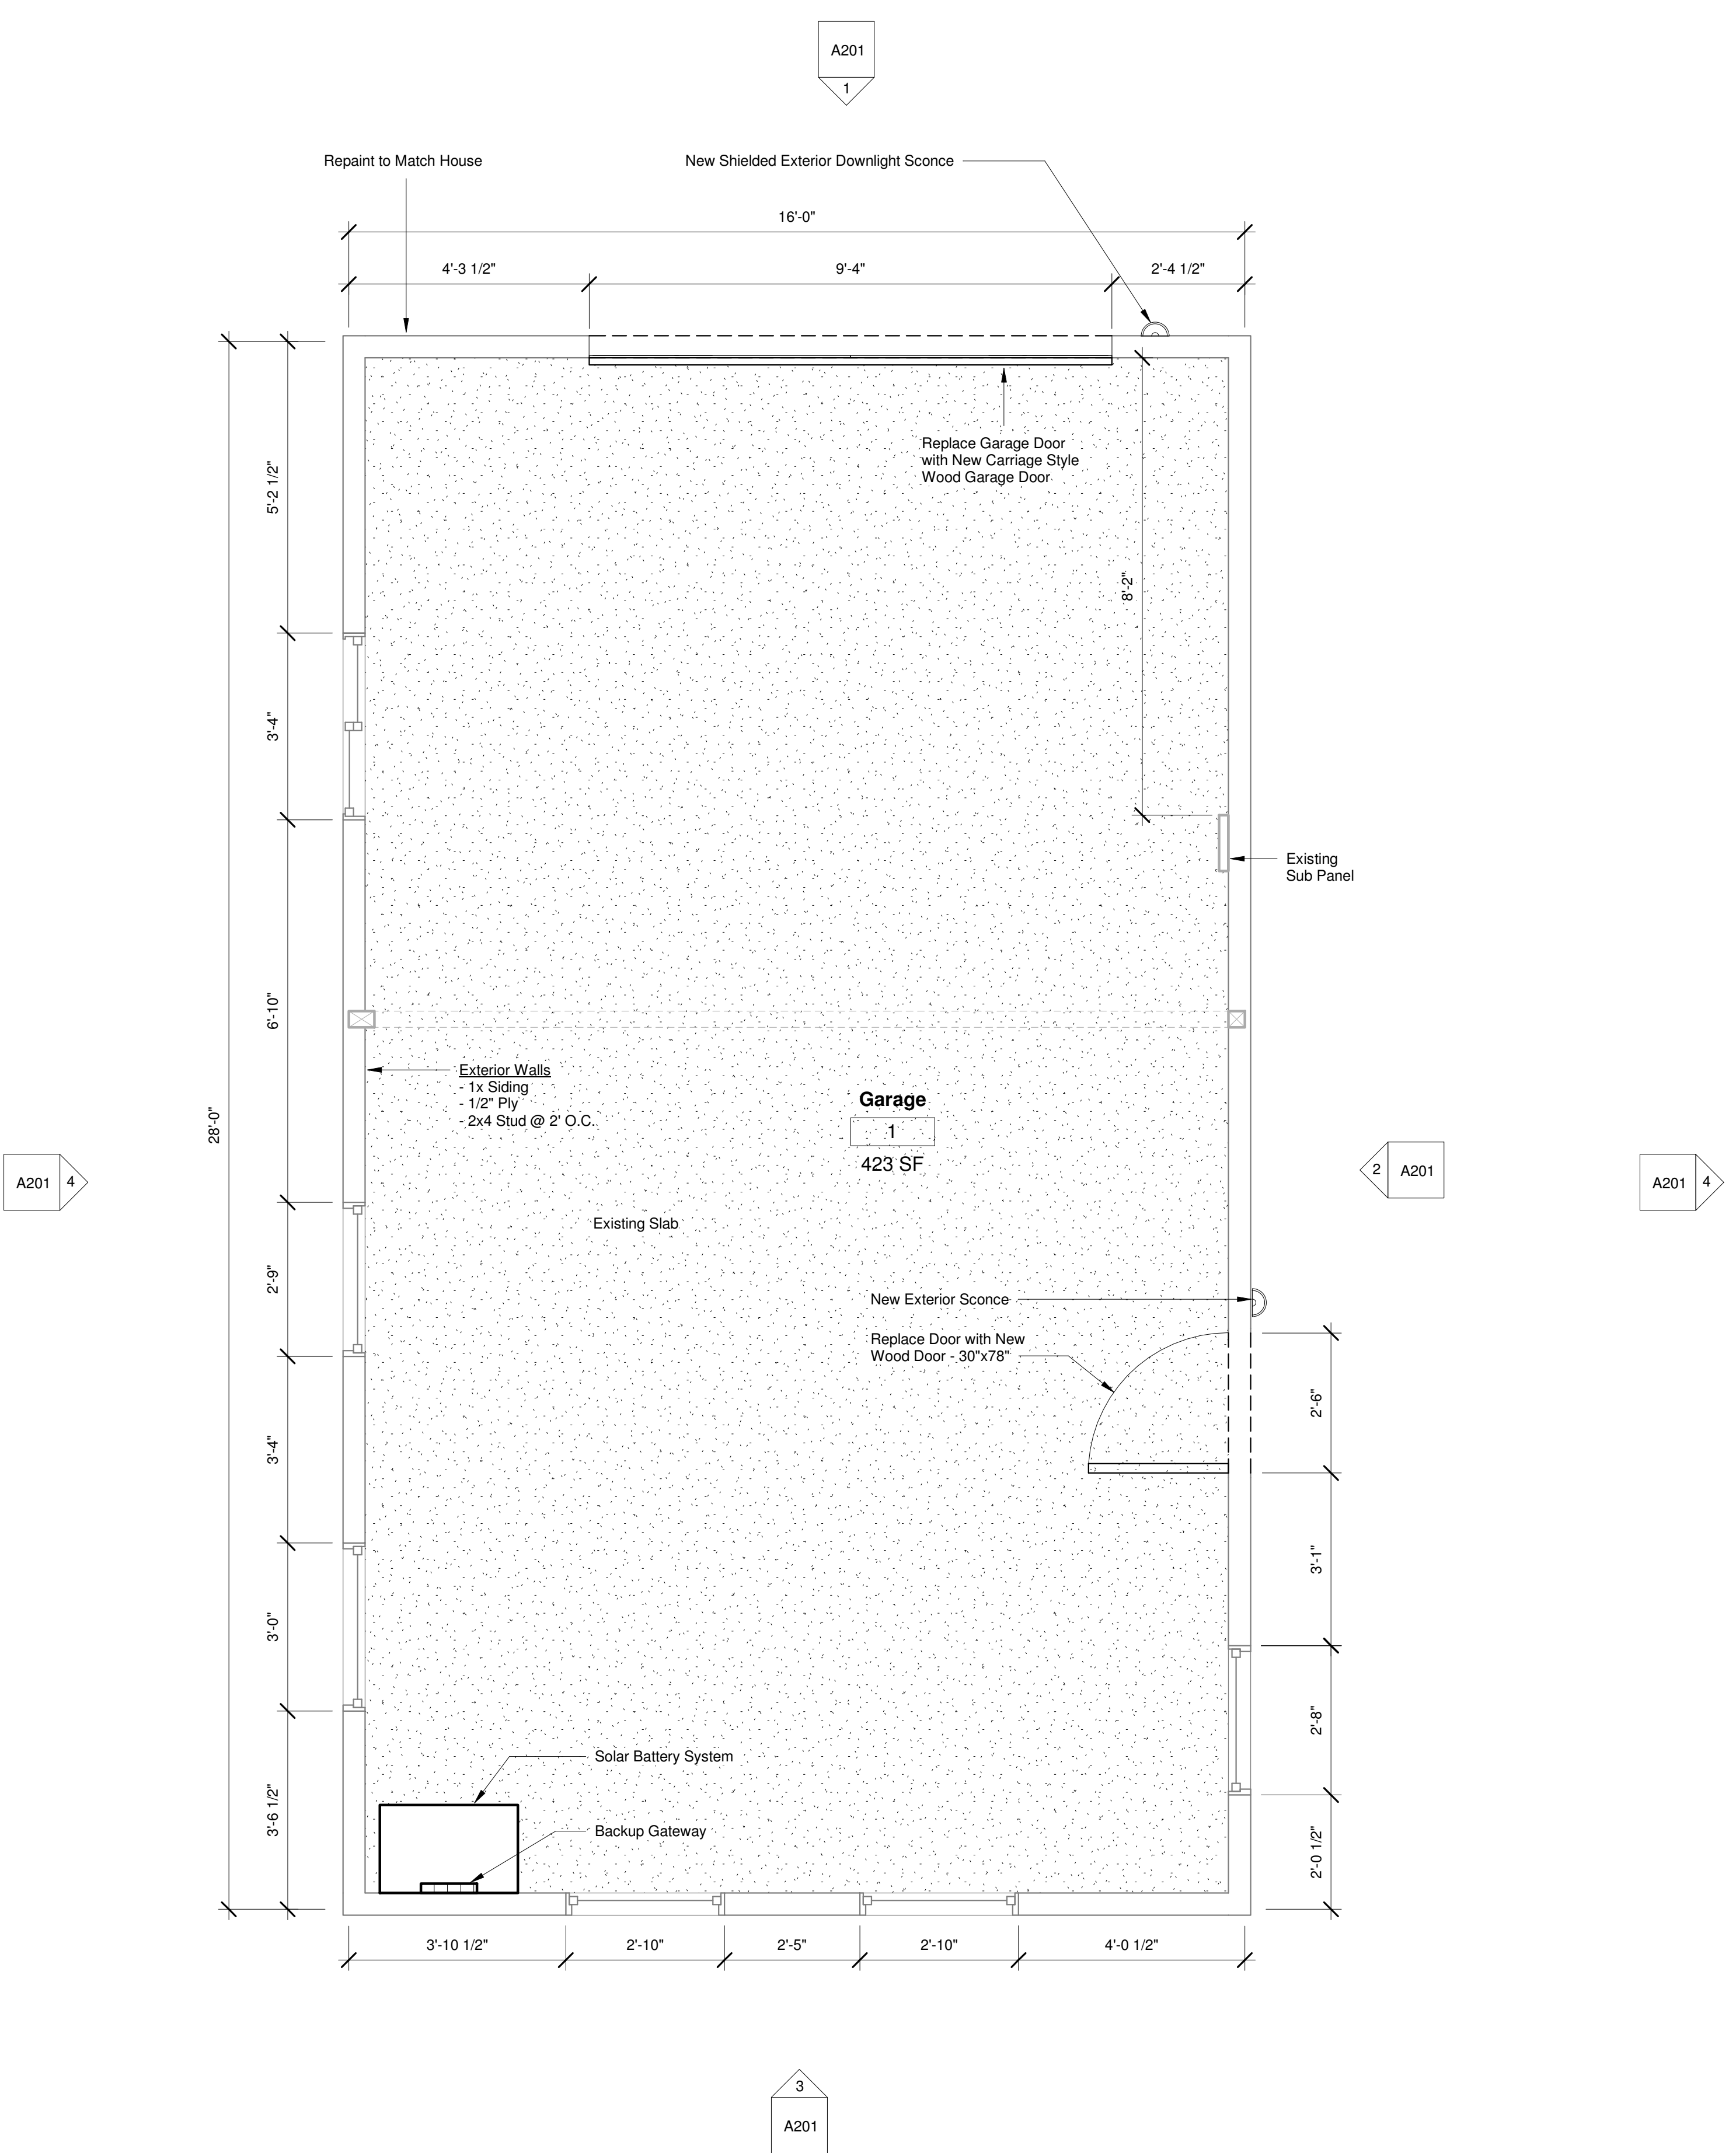 A201
1
Repaint to Match House
New Shielded Exterior Downlight Sconce
16'-0"
4'-3 1/2"
9'-4"
2'-4 1/2"
Replace Garage Door
with New Carriage Style
Wood Garage Door
5'-2 1/2"
8'-2"
3'-4"
Existing
Sub Panel
6'-10"
Exterior Walls
- 1x Siding
- 1/2" Ply
- 2x4 Stud @ 2' O.C.
Garage
1
423 SF
28'-0"
A201 4
2 A201
A201 4
Existing Slab
2'-9"
New Exterior Sconce
Replace Door with New
Wood Door - 30"x78"
2'-6"
3'-4"
3'-1"
3'-0"
2'-8"
Solar Battery System
3'-6 1/2"
Backup Gateway
2'-0 1/2"
3'-10 1/2"
2'-10"
2'-5"
2'-10"
4'-0 1/2"
3
A201